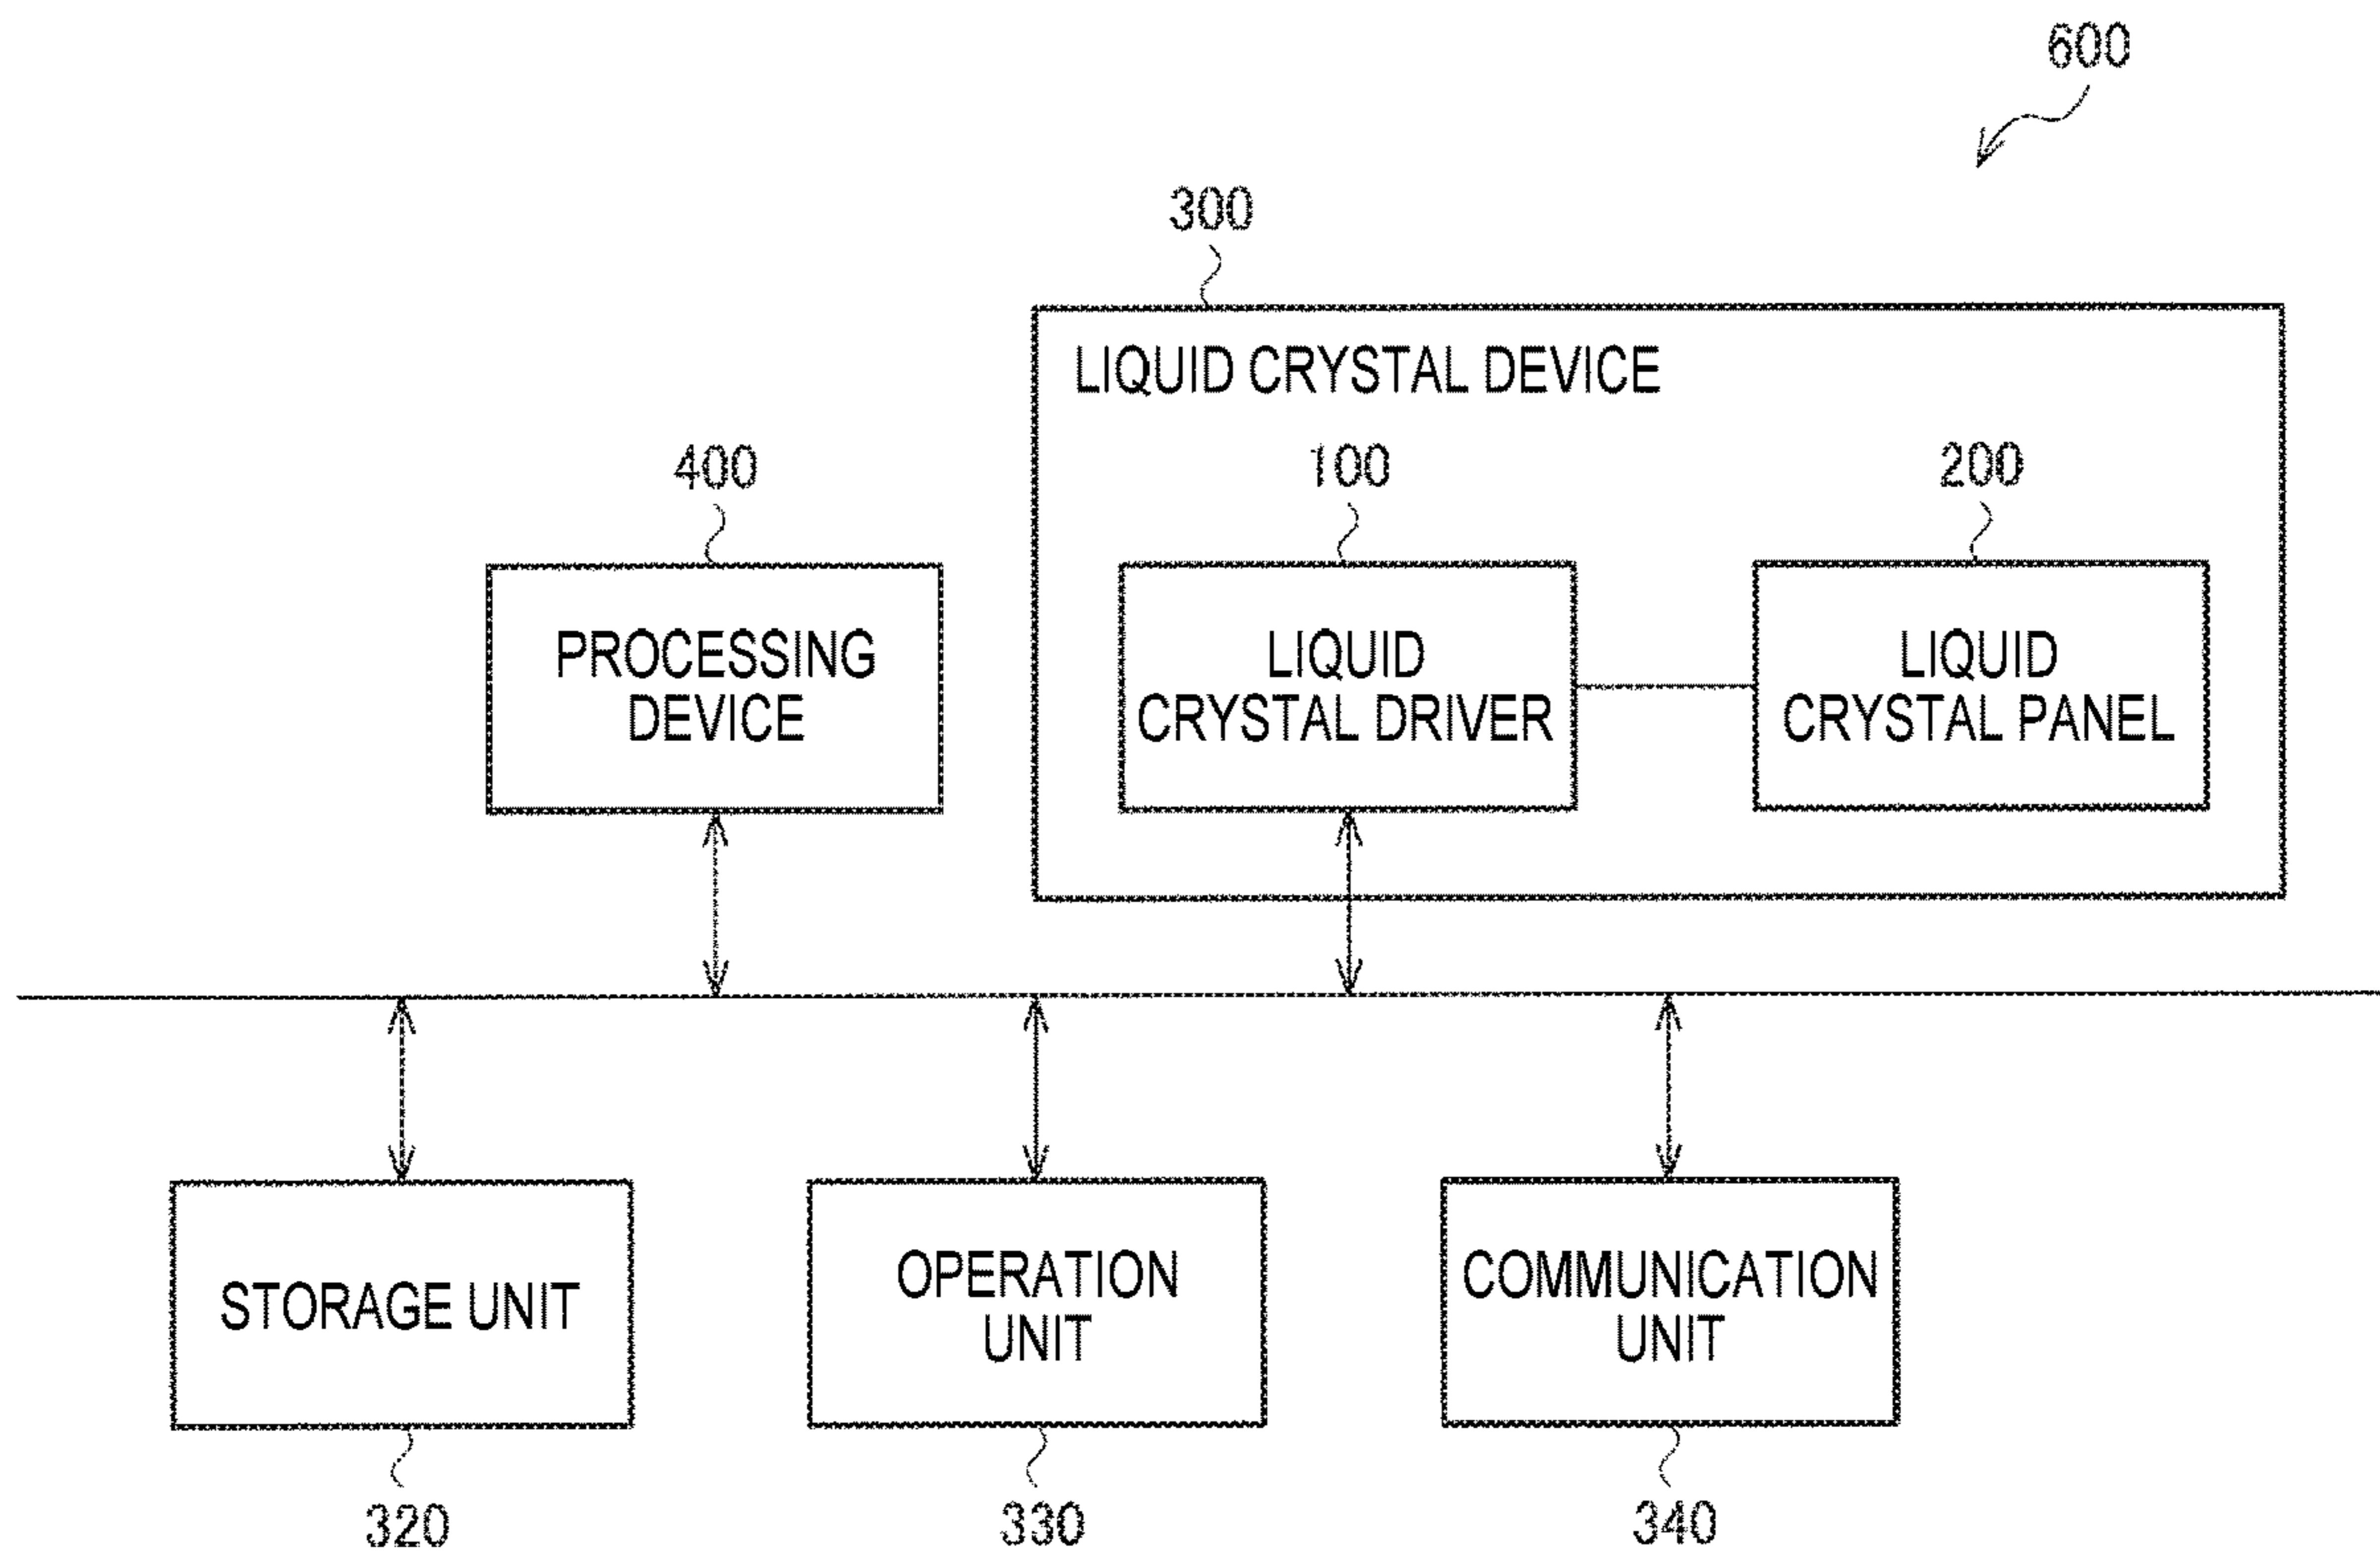 600
300
LIQUID CRYSTAL DEVICE
400
100
200
PROCESSING
DEVICE
LIQUID
CRYSTAL DRIVER
LIQUID
CRYSTAL PANEL
STORAGE UNIT
OPERATION
UNIT
COMMUNICATION
UNIT
320
330
340